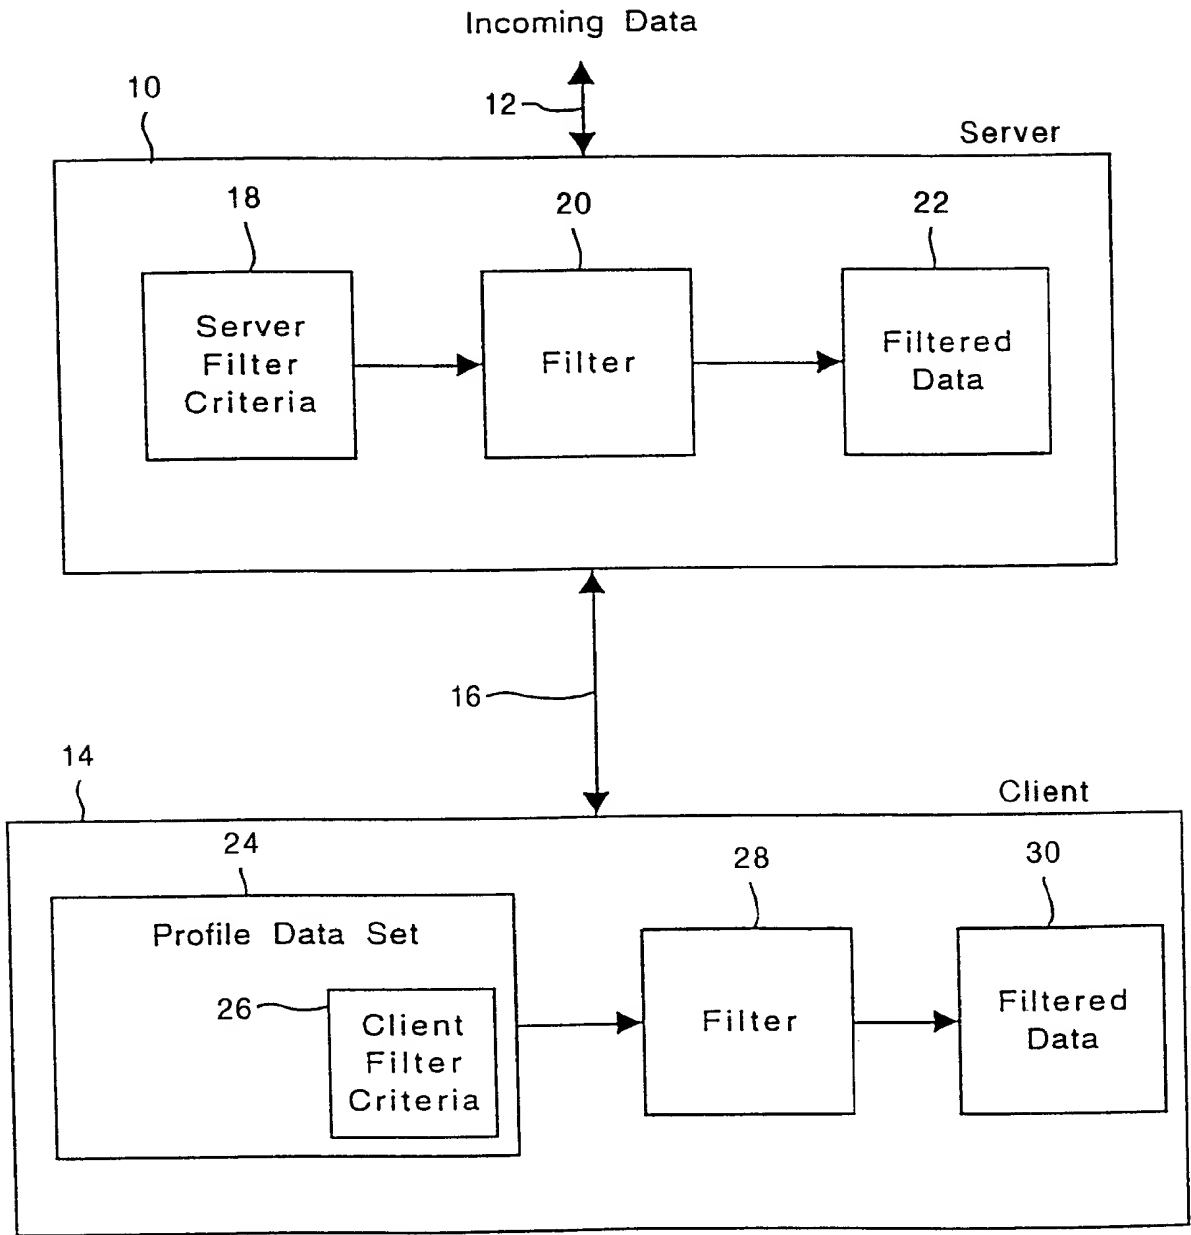 Incoming Data
10
12
Server
18
20
22
Server
Filter
Criteria
Filter
Filtered
Data
16
14
Client
24
28
30
Profile Data Set
26
Client
Filter
Criteria
Filter
Filtered
Data